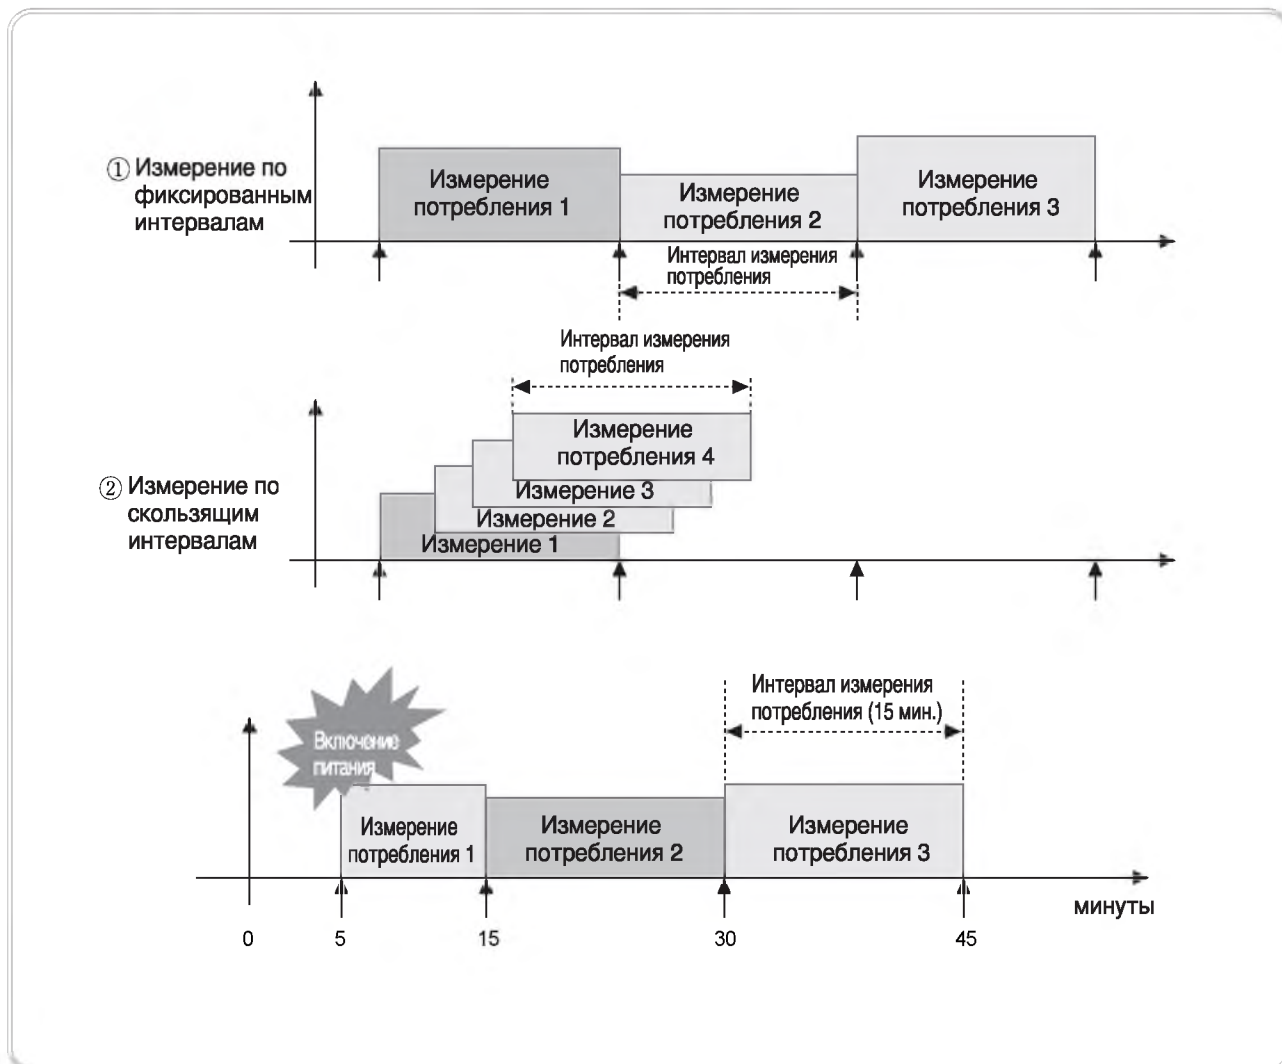 ① Измерение по
фиксированным
интервалам
Измерение
потребления 1
Измерение
потребления 2
Измерение
потребления 3
Интервал измерения
потребления
Интервал измерения
потребления
② Измерение по
скользящим
интервалам
Измерение
потребления 4
Измерение 3
Измерение 2
Измерение 1
Интервал измерения
потребления (15 мин.)
Включение
питания
Измерение
потребления 1
Измерение
потребления 2
Измерение
потребления 3
минуты
0
5
15
30
45